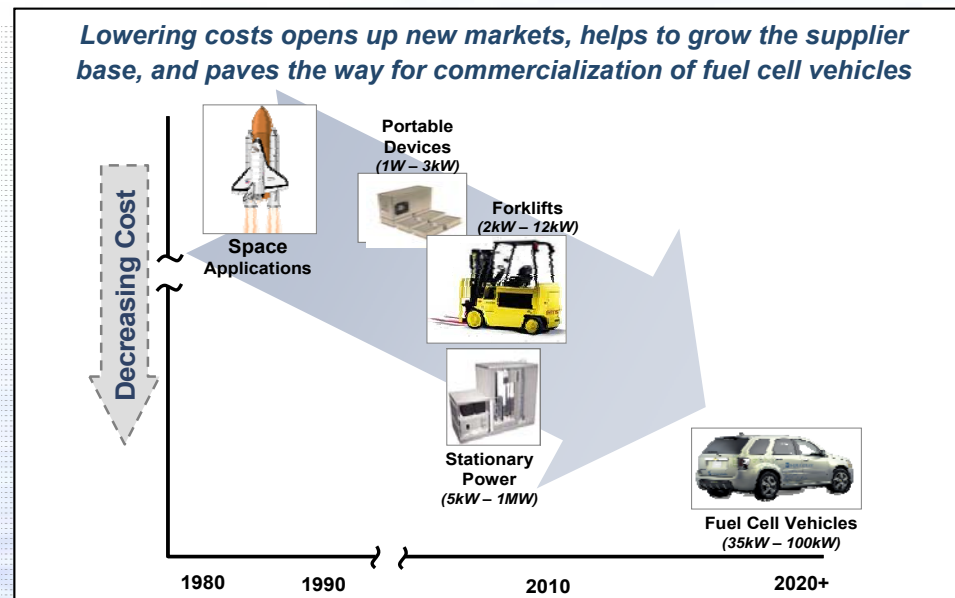 Lowering costs opens up new markets, helps to grow the supplier
base, and paves the way for commercialization of fuel cell vehicles
Decreasing Cost
Space
Applications
Portable
Devices
(1W – 3kW)
Forklifts
(2kW – 12kW)
Stationary
Power
(5kW – 1MW)
Fuel Cell Vehicles
(35kW – 100kW)
1980
1990
2010
2020+